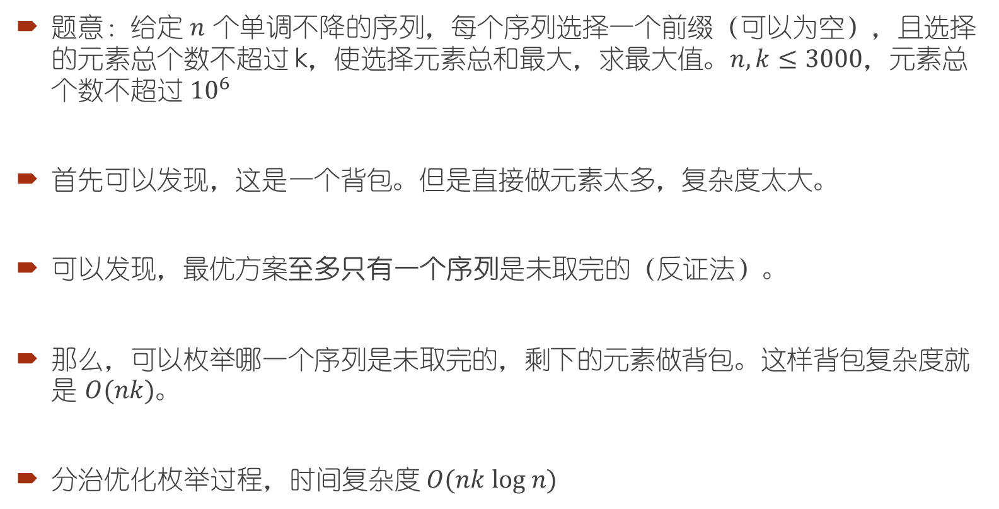 题意：给定 n 个单调不降的序列，每个序列选择一个前缀（可以为空），且选择
的元素总个数不超过 k，使选择元素总和最大，求最大值。n, k ≤ 3000，元素总
个数不超过 10⁶
首先可以发现，这是一个背包。但是直接做元素太多，复杂度太大。
可以发现，最优方案至多只有一个序列是未取完的（反证法）。
那么，可以枚举哪一个序列是未取完的，剩下的元素做背包。这样背包复杂度就
是 O(nk)。
分治优化枚举过程，时间复杂度 O(nk log n)